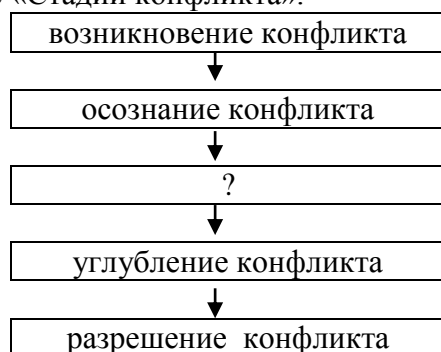 «Стадии конфликта».
возникновение конфликта
осознание конфликта
?
углубление конфликта
разрешение конфликта